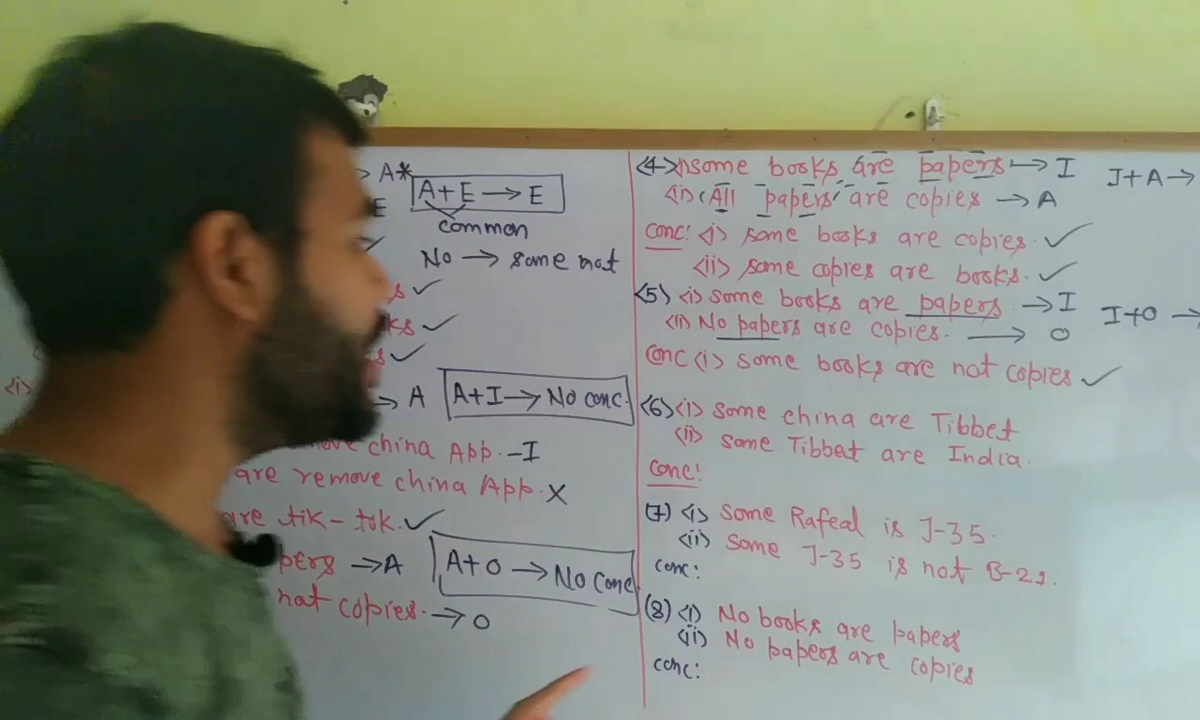 → A*
A+E → E
E
common
No → some not
s ✓
ks ✓
s ✓
<i>
→ A
A+I → No conc.
move china App. - I
are remove china App. X
are tik-tok. ✓
pers → A
A+O → No conc
not copies. → O
<4> <i> some books are papers → I
I+A →
<ii> All papers are copies → A
conc: <i> some books are copies. ✓
<ii> some copies are books. ✓
<5> <i> some books are papers → I
<ii> No papers are copies. → O
I+O →
conc <i> some books are not copies ✓
<6> <i> some china are Tibbet
<ii> some Tibbet are India.
conc:
(7) <i> some Rafeal is J-35.
<ii> some J-35 is not B-21.
conc:
(8) <i> No books are papers
<ii> No papers are copies
conc: